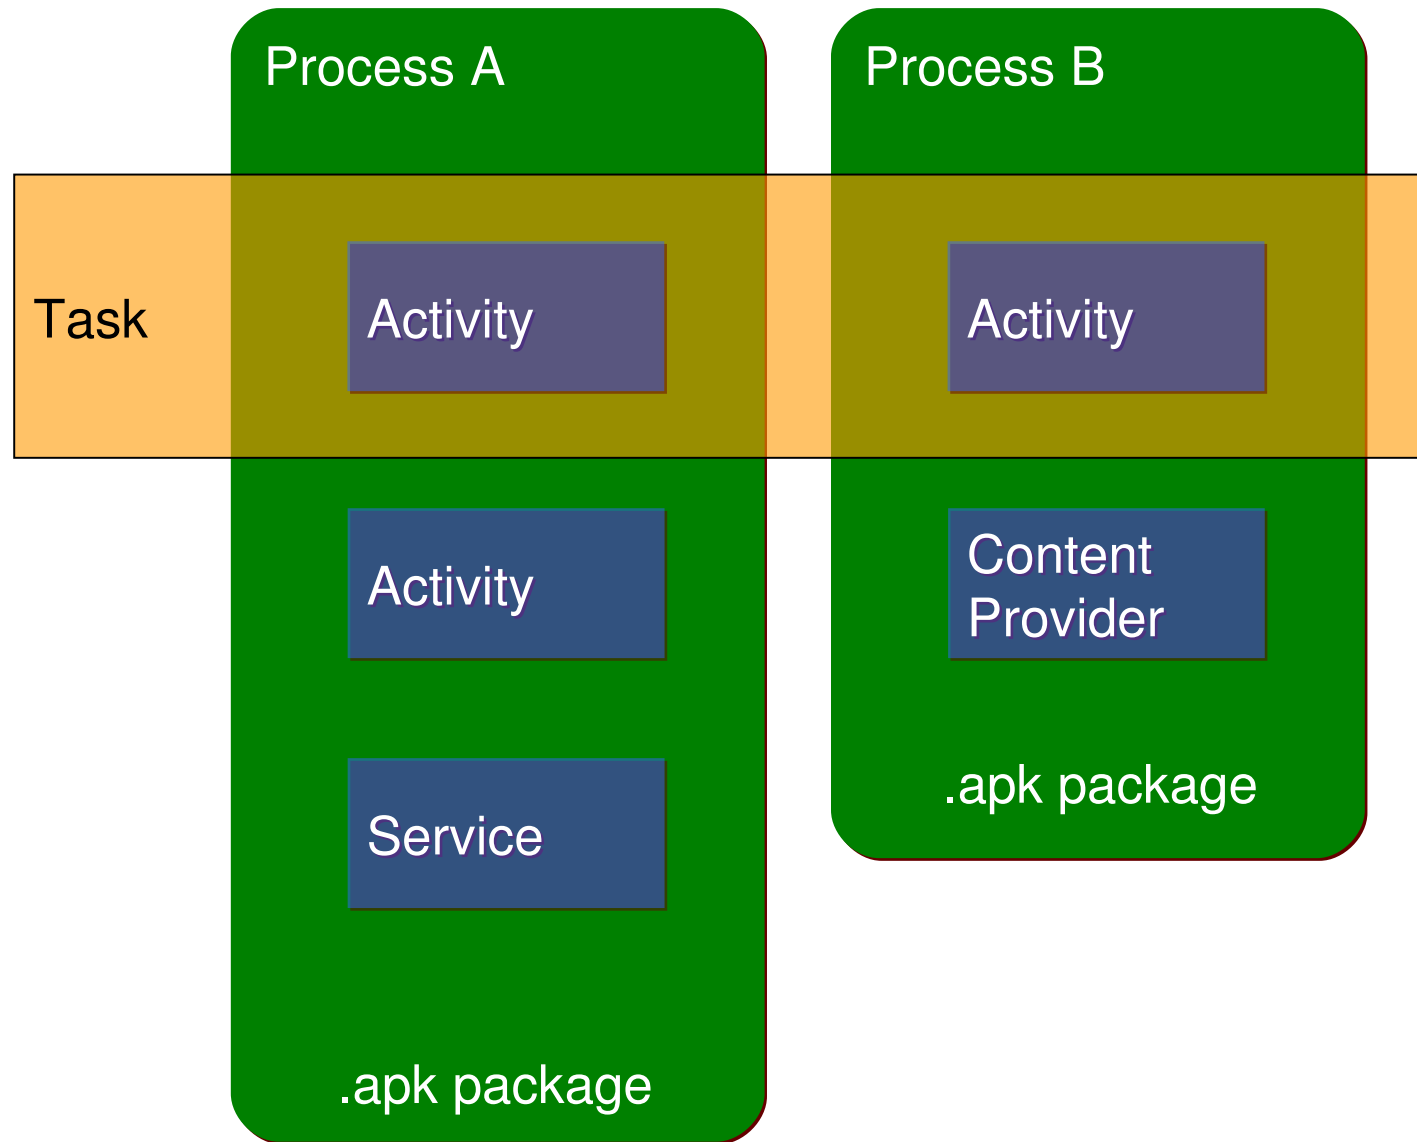 Process A
Process B
Task
Activity
Activity
Activity
Content
Provider
Service
.apk package
.apk package